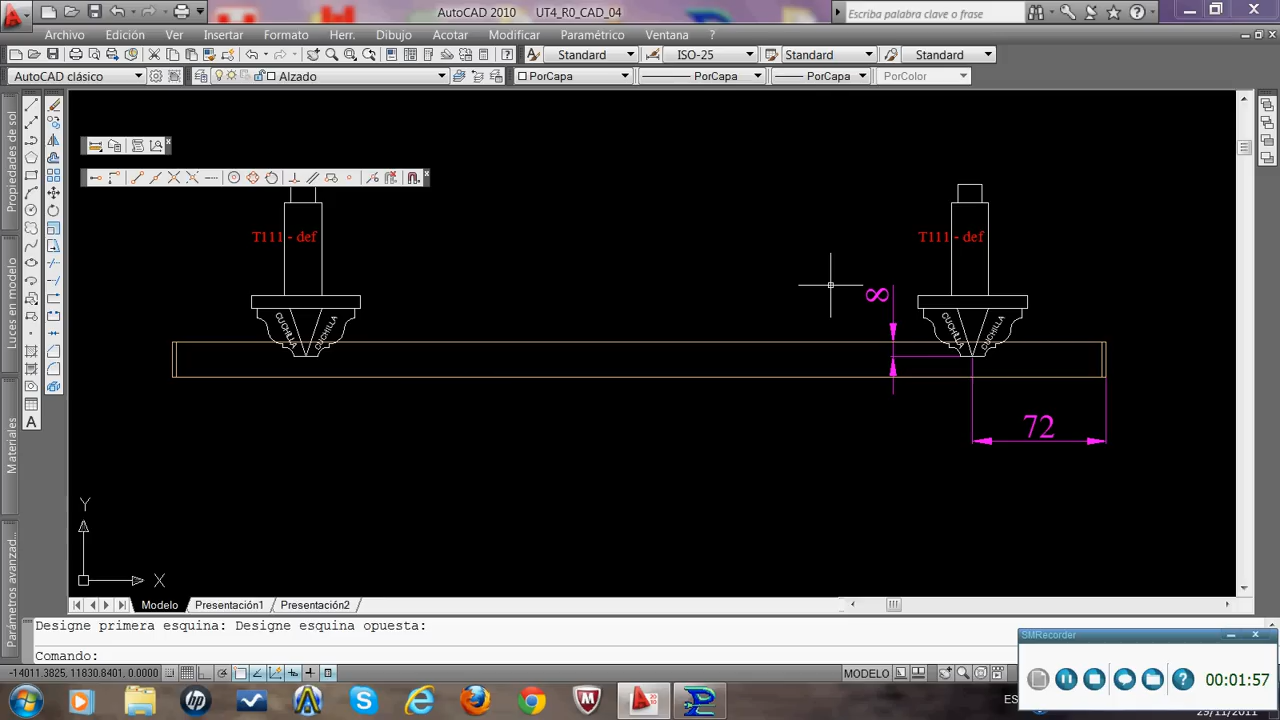 AutoCAD 2010 UT4_R0_CAD_04
Escriba palabra clave o frase
Archivo Edición Ver Insertar Formato Herr. Dibujo Acotar Modificar Paramétrico Ventana
Standard ISO-25 Standard Standard
AutoCAD clásico Alzado PorCapa PorCapa PorCapa PorColor
Propiedades de sol
Luces en modelo
Materiales
Parámetros avanzad...
T111 - def T111 - def
8
CUCHILLA CUCHILLA CUCHILLA CUCHILLA
72
Y
X
Modelo Presentación1 Presentación2
Designe primera esquina: Designe esquina opuesta:
Comando:
SMRecorder
-14011.3825, 11830.8401, 0.0000 MODELO
00:01:57
ES
29/11/2011